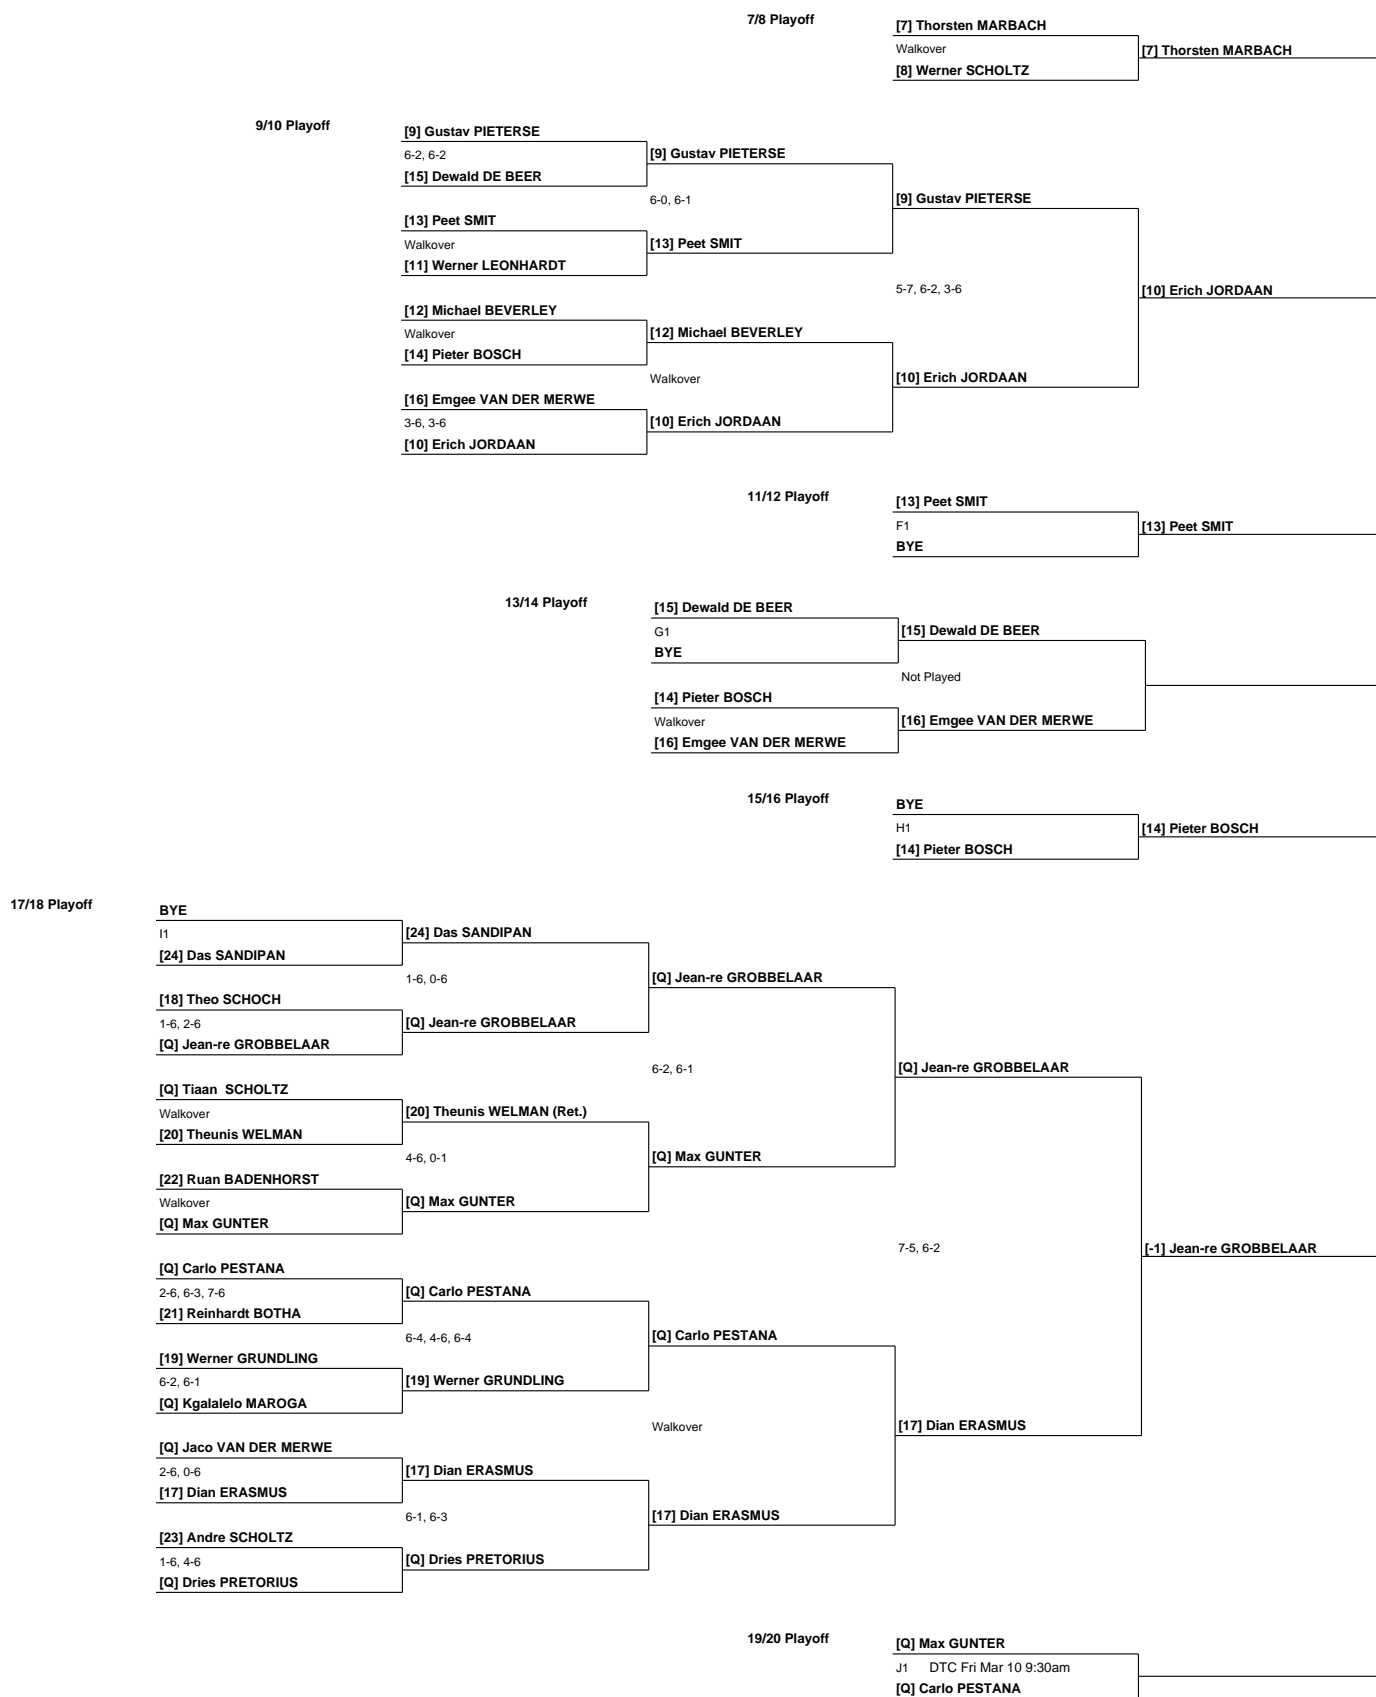 7/8 Playoff
[7] Thorsten MARBACH
Walkover
[7] Thorsten MARBACH
[8] Werner SCHOLTZ
9/10 Playoff
[9] Gustav PIETERSE
6-2, 6-2
[9] Gustav PIETERSE
[15] Dewald DE BEER
6-0, 6-1
[9] Gustav PIETERSE
[13] Peet SMIT
Walkover
[13] Peet SMIT
[11] Werner LEONHARDT
5-7, 6-2, 3-6
[10] Erich JORDAAN
[12] Michael BEVERLEY
Walkover
[12] Michael BEVERLEY
[14] Pieter BOSCH
Walkover
[10] Erich JORDAAN
[16] Emgee VAN DER MERWE
3-6, 3-6
[10] Erich JORDAAN
[10] Erich JORDAAN
11/12 Playoff
[13] Peet SMIT
F1
[13] Peet SMIT
BYE
13/14 Playoff
[15] Dewald DE BEER
G1
[15] Dewald DE BEER
BYE
Not Played
[14] Pieter BOSCH
Walkover
[16] Emgee VAN DER MERWE
[16] Emgee VAN DER MERWE
15/16 Playoff
BYE
H1
[14] Pieter BOSCH
[14] Pieter BOSCH
17/18 Playoff
BYE
I1
[24] Das SANDIPAN
[24] Das SANDIPAN
1-6, 0-6
[Q] Jean-re GROBBELAAR
[18] Theo SCHOCH
1-6, 2-6
[Q] Jean-re GROBBELAAR
[Q] Jean-re GROBBELAAR
6-2, 6-1
[Q] Jean-re GROBBELAAR
[Q] Tiaan  SCHOLTZ
Walkover
[20] Theunis WELMAN (Ret.)
[20] Theunis WELMAN
4-6, 0-1
[Q] Max GUNTER
[22] Ruan BADENHORST
Walkover
[Q] Max GUNTER
[Q] Max GUNTER
7-5, 6-2
[-1] Jean-re GROBBELAAR
[Q] Carlo PESTANA
2-6, 6-3, 7-6
[Q] Carlo PESTANA
[21] Reinhardt BOTHA
6-4, 4-6, 6-4
[Q] Carlo PESTANA
[19] Werner GRUNDLING
6-2, 6-1
[19] Werner GRUNDLING
[Q] Kgalalelo MAROGA
Walkover
[17] Dian ERASMUS
[Q] Jaco VAN DER MERWE
2-6, 0-6
[17] Dian ERASMUS
[17] Dian ERASMUS
6-1, 6-3
[17] Dian ERASMUS
[23] Andre SCHOLTZ
1-6, 4-6
[Q] Dries PRETORIUS
[Q] Dries PRETORIUS
19/20 Playoff
[Q] Max GUNTER
J1 DTC Fri Mar 10 9:30am
[Q] Carlo PESTANA